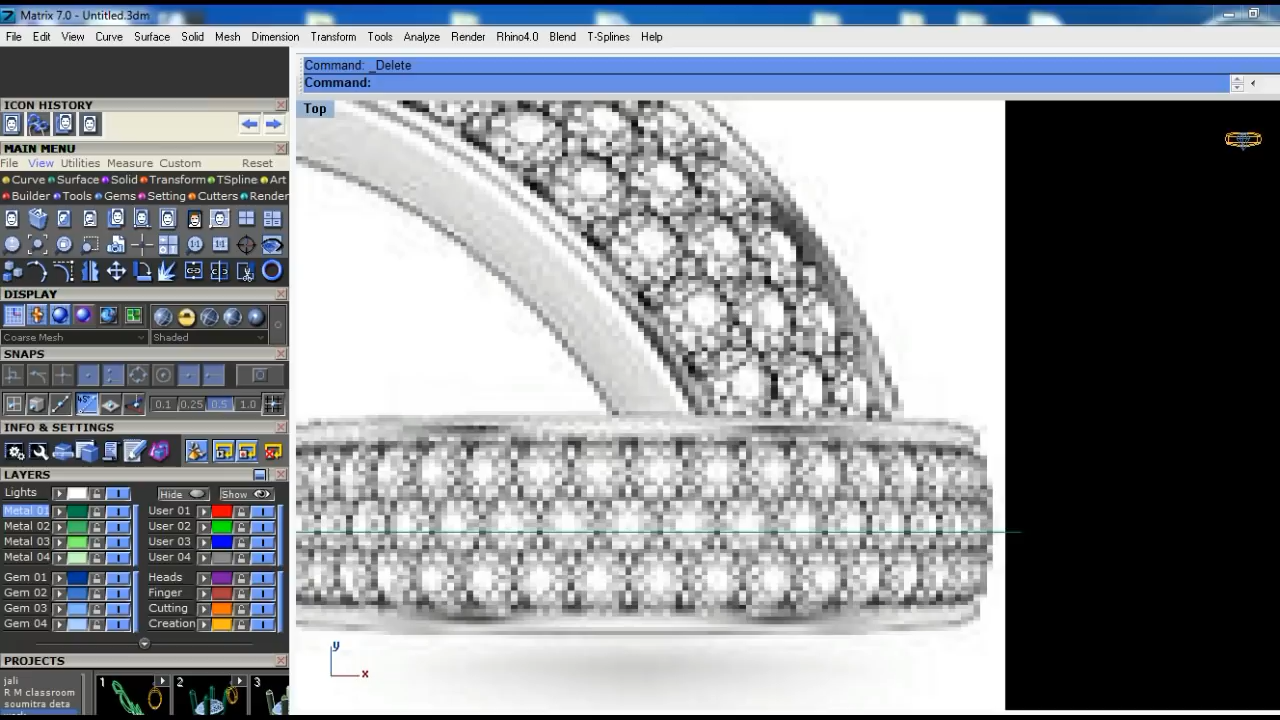 Matrix 7.0 - Untitled.3dm
File Edit View Curve Surface Solid Mesh Dimension Transform Tools Analyze Render Rhino4.0 Blend T-Splines Help
Command: _Delete
Command:
Top
ICON HISTORY
MAIN MENU
File View Utilities Measure Custom Reset
Curve Surface Solid Transform TSpline Art
Builder Tools Gems Setting Cutters Render
DISPLAY
Coarse Mesh Shaded
SNAPS
45°
0.1 0.25 0.5 1.0
INFO & SETTINGS
LAYERS
Lights Hide Show
Metal 01 User 01
Metal 02 User 02
Metal 03 User 03
Metal 04 User 04
Gem 01 Heads
Gem 02 Finger
Gem 03 Cutting
Gem 04 Creation
y
x
PROJECTS
jali
R M classroom
soumitra deta
1 2 3